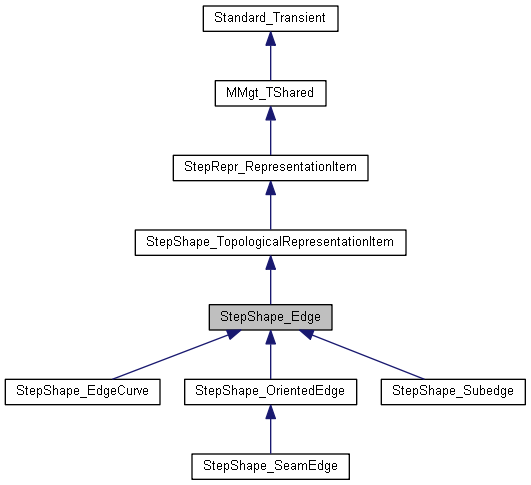 Standard_Transient
MMgt_TShared
StepRepr_RepresentationItem
StepShape_TopologicalRepresentationItem
StepShape_Edge
StepShape_EdgeCurve
StepShape_OrientedEdge
StepShape_Subedge
StepShape_SeamEdge